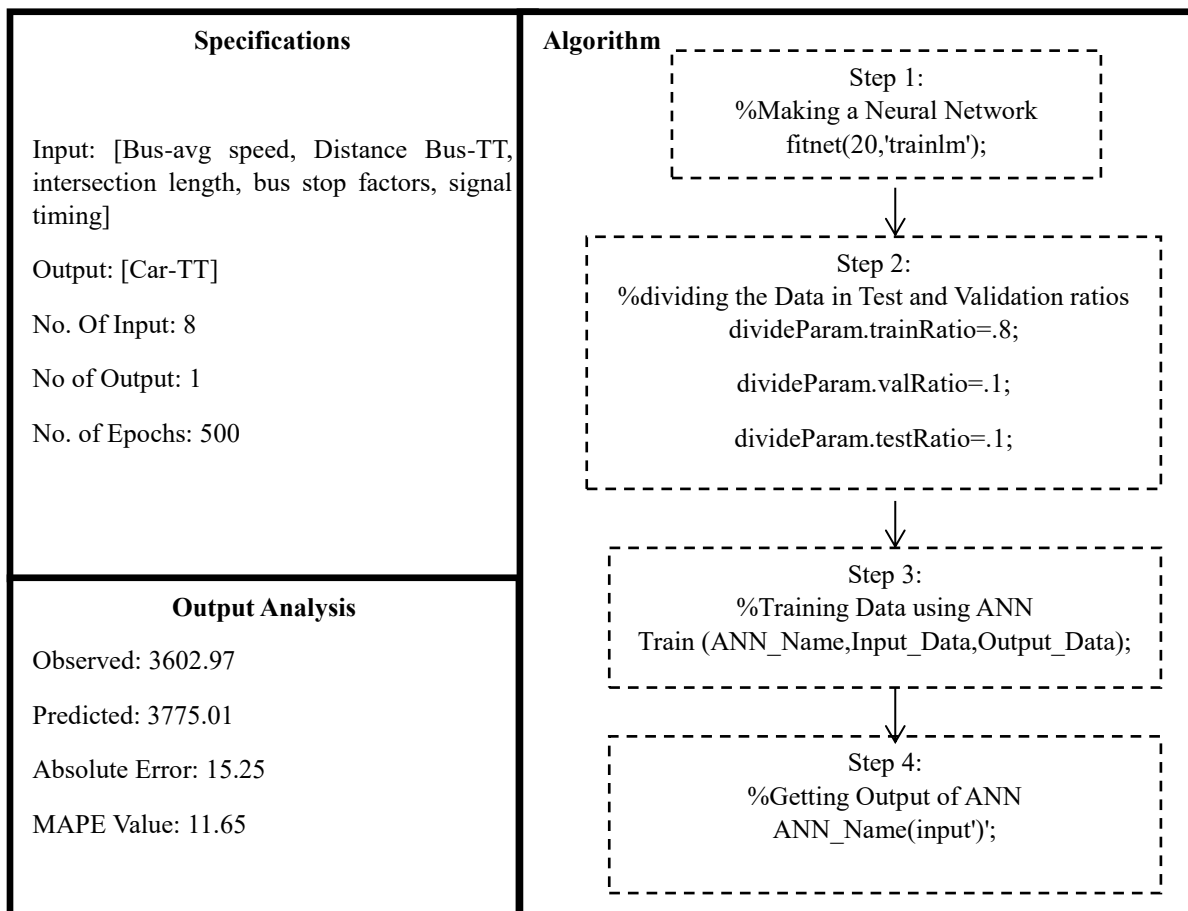 Specifications
Input: [Bus-avg speed, Distance Bus-TT,
intersection length, bus stop factors, signal
timing]
Output: [Car-TT]
No. Of Input: 8
No of Output: 1
No. of Epochs: 500
Output Analysis
Observed: 3602.97
Predicted: 3775.01
Absolute Error: 15.25
MAPE Value: 11.65
Algorithm
Step 1:
%Making a Neural Network
fitnet(20,'trainlm');
Step 2:
%dividing the Data in Test and Validation ratios
divideParam.trainRatio=.8;
divideParam.valRatio=.1;
divideParam.testRatio=.1;
Step 3:
%Training Data using ANN
Train (ANN_Name,Input_Data,Output_Data);
Step 4:
%Getting Output of ANN
ANN_Name(input')';